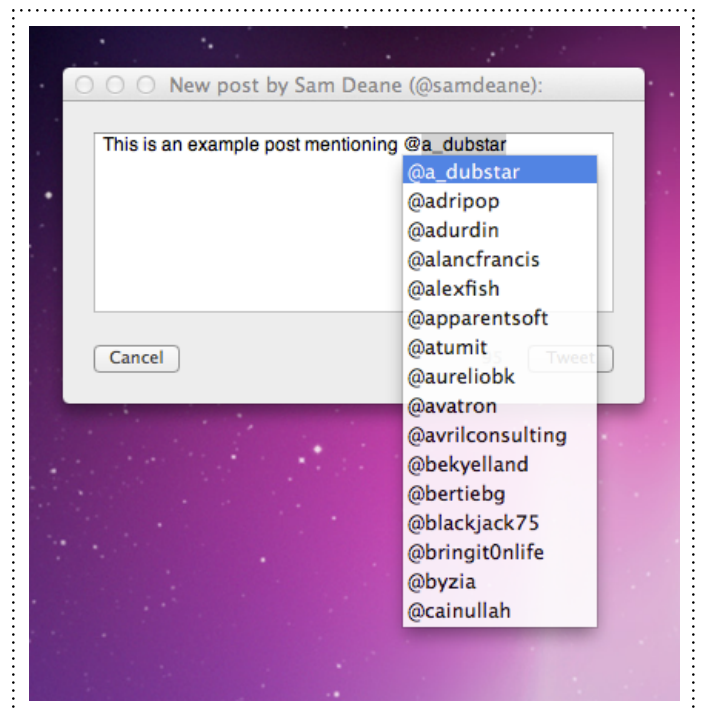 New post by Sam Deane (@samdeane):
This is an example post mentioning @a_dubstar
@a_dubstar
@adripop
@adurdin
@alancfrancis
@alexfish
@apparentsoft
@atumit
@aureliobk
@avatron
@avrilconsulting
@bekyelland
@bertiebg
@blackjack75
@bringit0nlife
@byzia
@cainullah
Cancel
Tweet